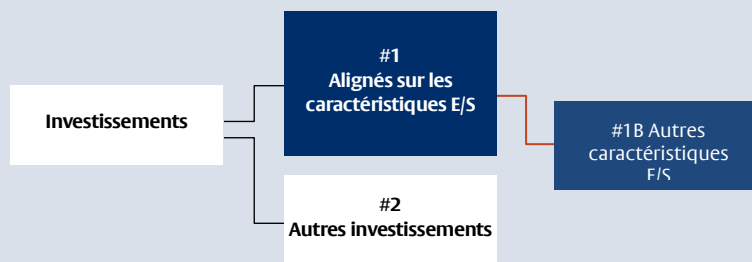 Investissements
#1
Alignés sur les
caractéristiques E/S
#2
Autres investissements
#1B Autres
caractéristiques
E/S